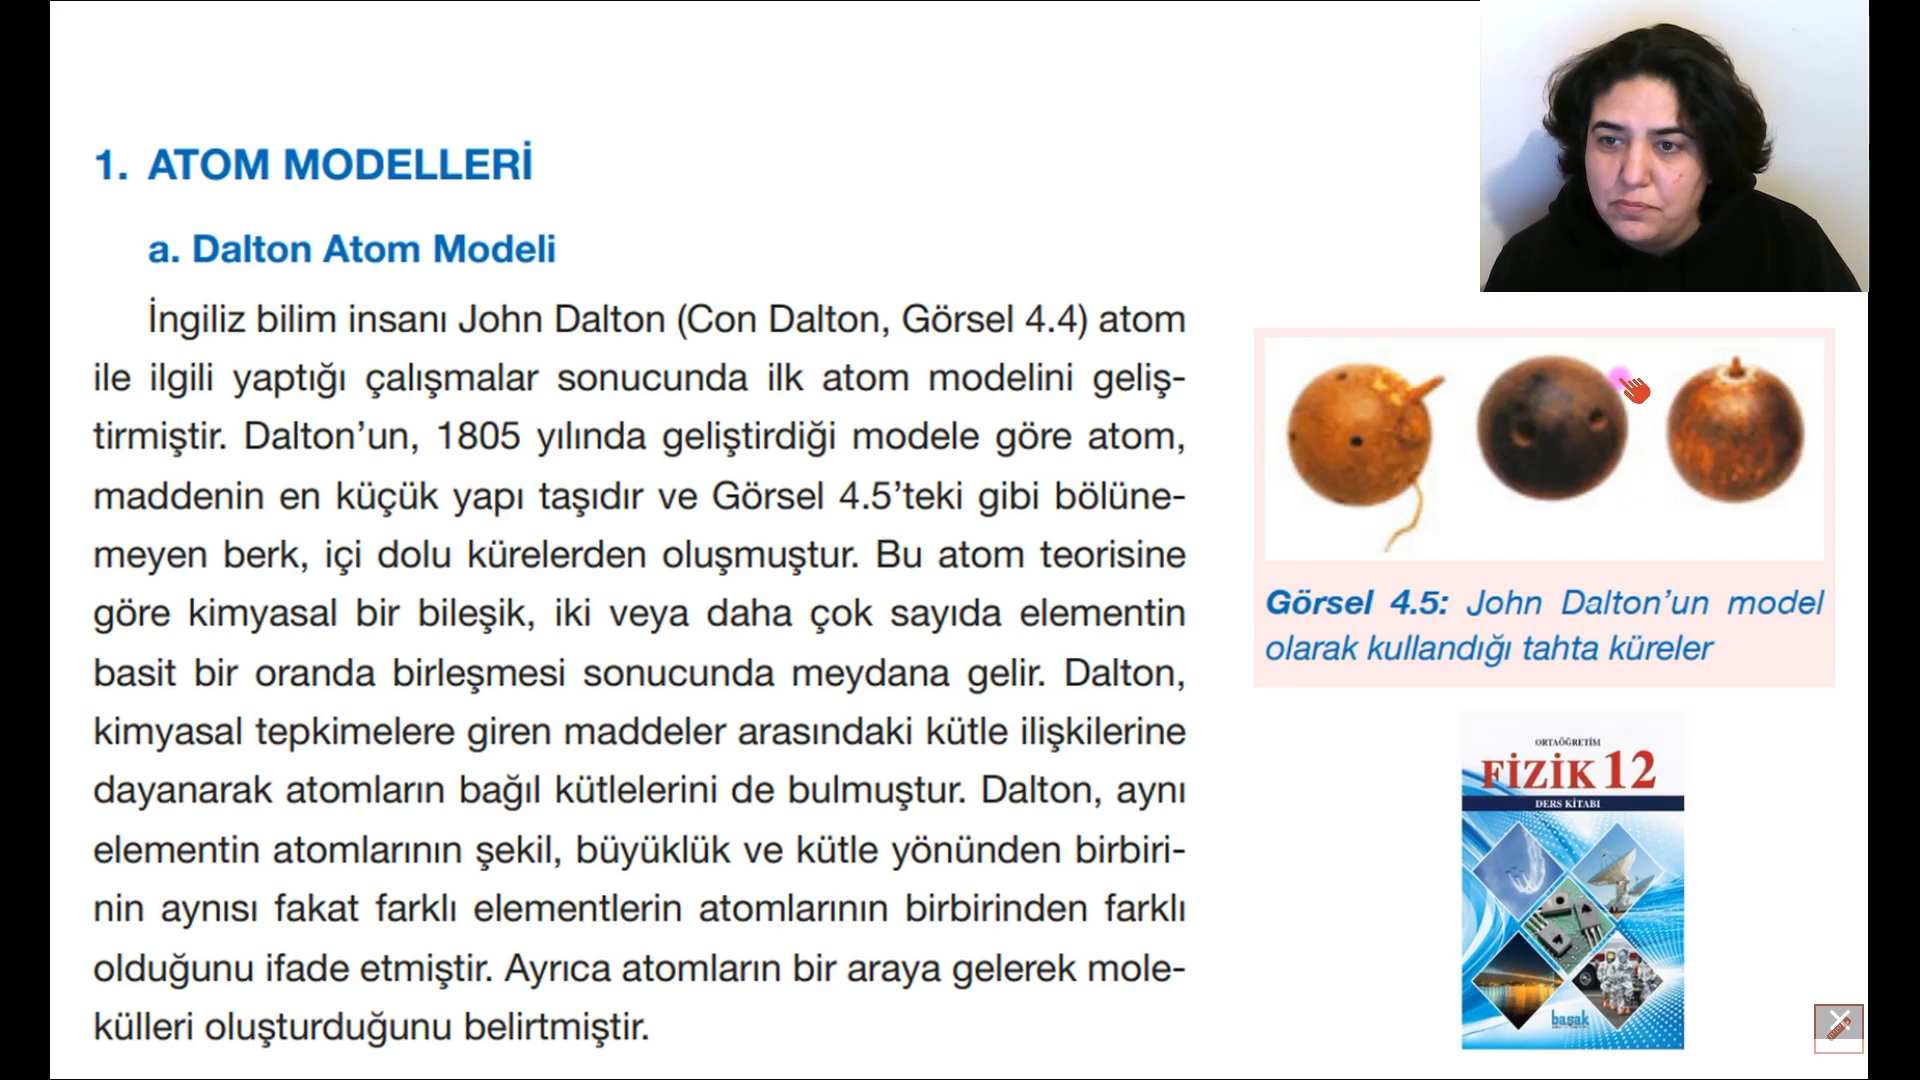 1. ATOM MODELLERİ
a. Dalton Atom Modeli
İngiliz bilim insanı John Dalton (Con Dalton, Görsel 4.4) atom
ile ilgili yaptığı çalışmalar sonucunda ilk atom modelini geliş-
tirmiştir. Dalton’un, 1805 yılında geliştirdiği modele göre atom,
maddenin en küçük yapı taşıdır ve Görsel 4.5’teki gibi bölüne-
meyen berk, içi dolu kürelerden oluşmuştur. Bu atom teorisine
göre kimyasal bir bileşik, iki veya daha çok sayıda elementin
basit bir oranda birleşmesi sonucunda meydana gelir. Dalton,
kimyasal tepkimelere giren maddeler arasındaki kütle ilişkilerine
dayanarak atomların bağıl kütlelerini de bulmuştur. Dalton, aynı
elementin atomlarının şekil, büyüklük ve kütle yönünden birbiri-
nin aynısı fakat farklı elementlerin atomlarının birbirinden farklı
olduğunu ifade etmiştir. Ayrıca atomların bir araya gelerek mole-
külleri oluşturduğunu belirtmiştir.
Görsel 4.5: John Dalton’un model
olarak kullandığı tahta küreler
ORTAÖĞRETİM
FİZİK 12
DERS KİTABI
başak